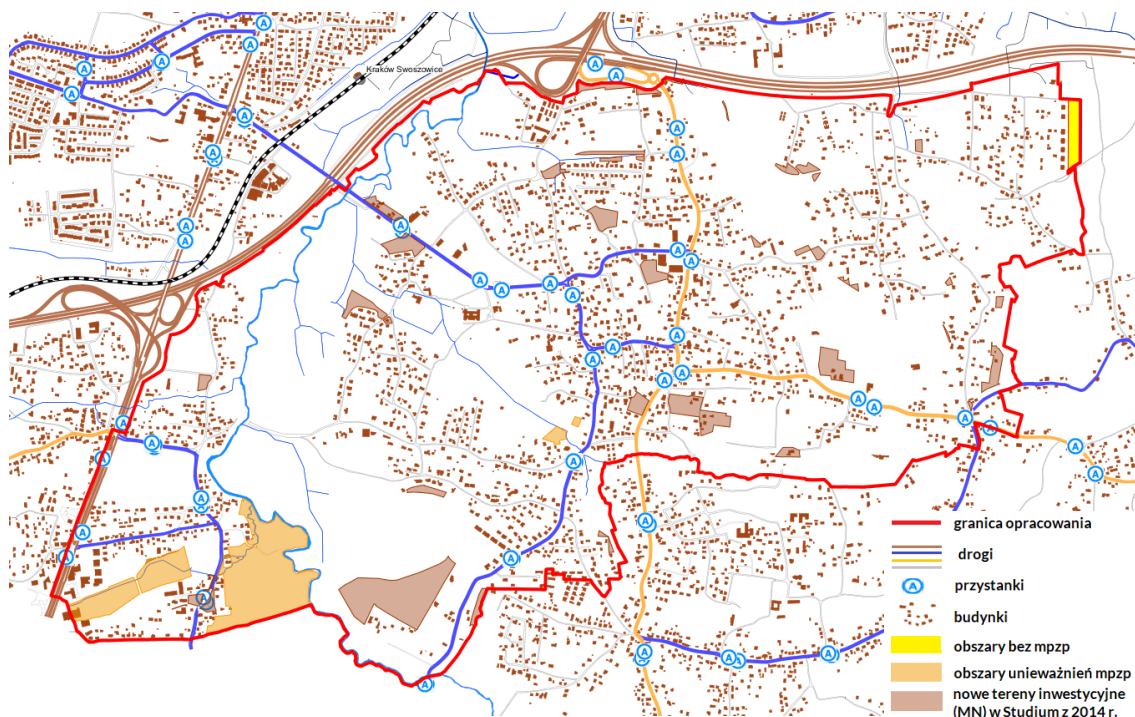 Kraków Swoszowice
granica opracowania
drogi
A przystanki
budynki
obszary bez mpzp
obszary unieważnień mpzp
nowe tereny inwestycyjne
(MN) w Studium z 2014 r.